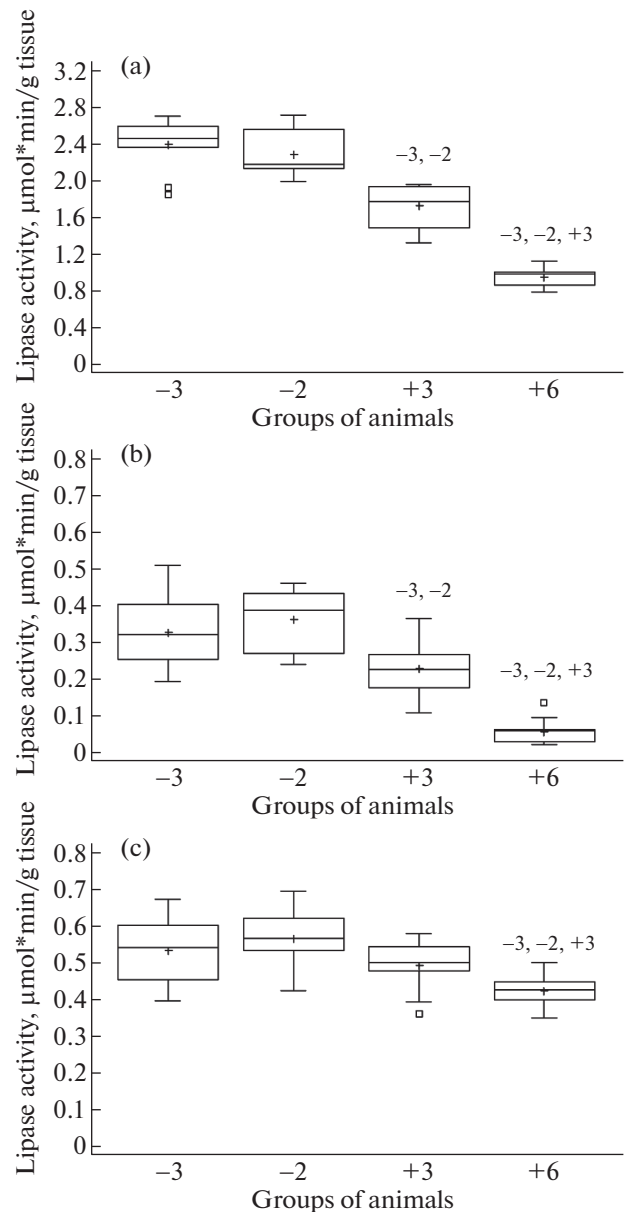 (a)
Lipase activity, μmol*min/g tissue
3.2
2.8
2.4
2.0
1.6
1.2
0.8
0.4
0
–3, –2
–3, –2, +3
–3 –2 +3 +6
Groups of animals
(b)
Lipase activity, μmol*min/g tissue
0.8
0.7
0.6
0.5
0.4
0.3
0.2
0.1
0
–3, –2
–3, –2, +3
–3 –2 +3 +6
Groups of animals
(c)
Lipase activity, μmol*min/g tissue
0.8
0.7
0.6
0.5
0.4
0.3
0.2
0.1
0
–3, –2, +3
–3 –2 +3 +6
Groups of animals